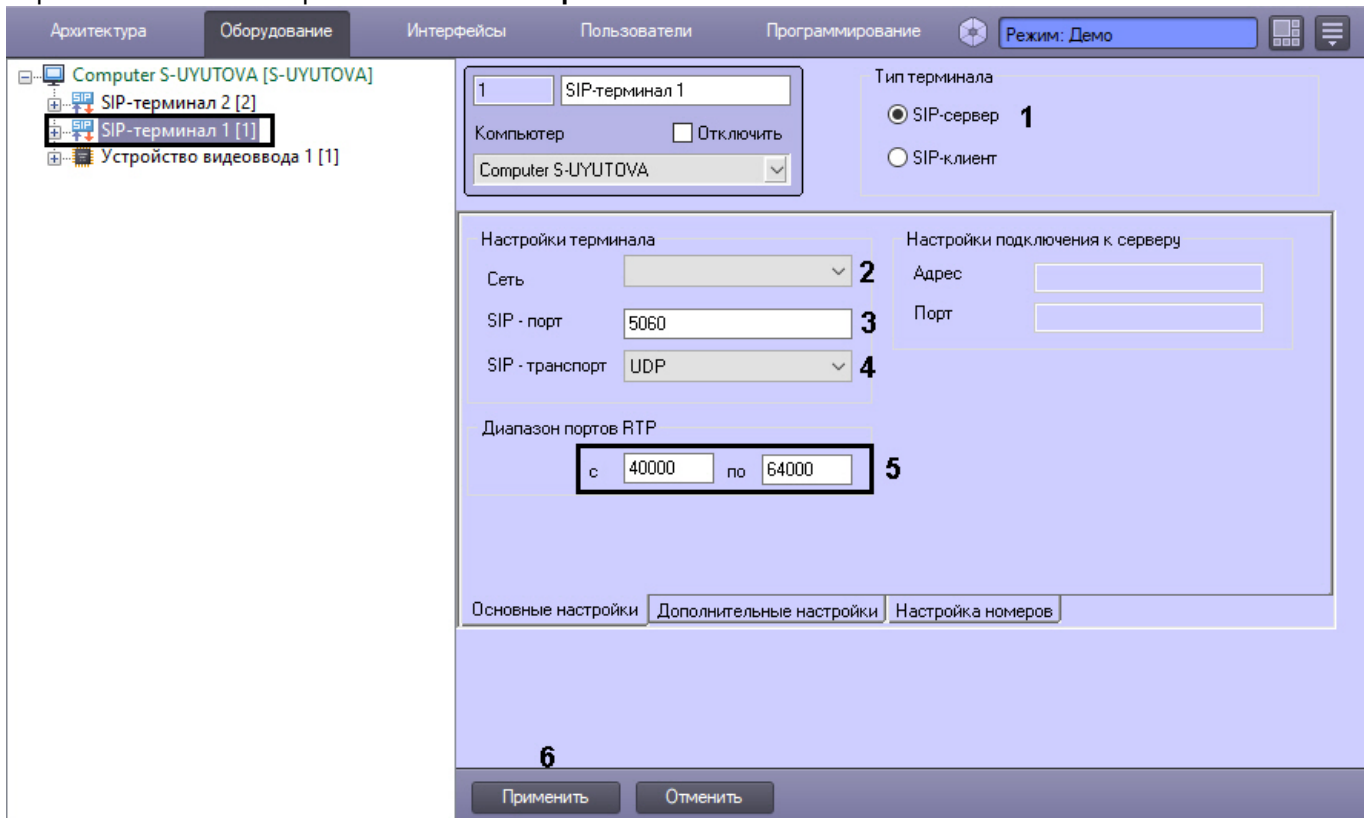 Архитектура Оборудование Интерфейсы Пользователи Программирование Режим: Демо
Computer S-UYUTOVA [S-UYUTOVA]
SIP-терминал 2 [2]
SIP-терминал 1 [1]
Устройство видеоввода 1 [1]
1 SIP-терминал 1
Компьютер Отключить
Computer S-UYUTOVA
Тип терминала
SIP-сервер 1
SIP-клиент
Настройки терминала
Сеть 2
SIP - порт 5060 3
SIP - транспорт UDP 4
Настройки подключения к серверу
Адрес
Порт
Диапазон портов RTP
с 40000 по 64000 5
Основные настройки Дополнительные настройки Настройка номеров
6
Применить Отменить